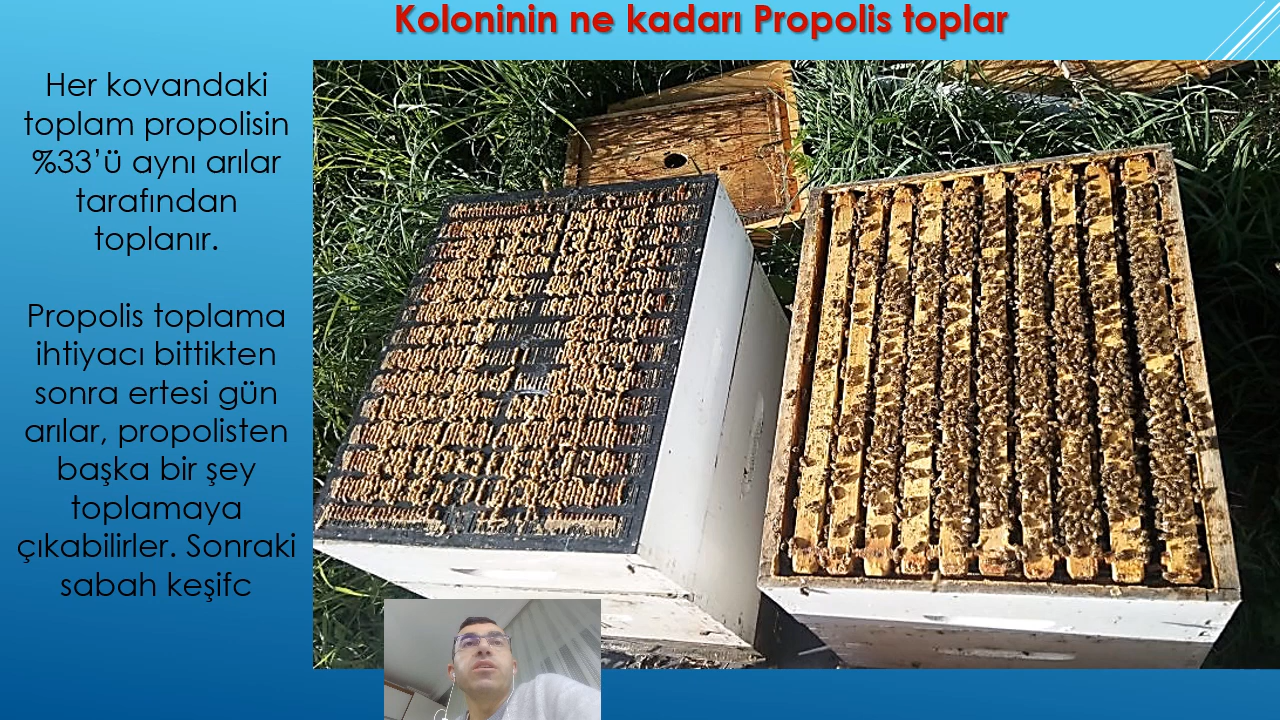 Koloninin ne kadarı Propolis toplar
Her kovandaki
toplam propolisin
%33’ü aynı arılar
tarafından
toplanır.
Propolis toplama
ihtiyacı bittikten
sonra ertesi gün
arılar, propolisten
başka bir şey
toplamaya
çıkabilirler. Sonraki
sabah keşifc